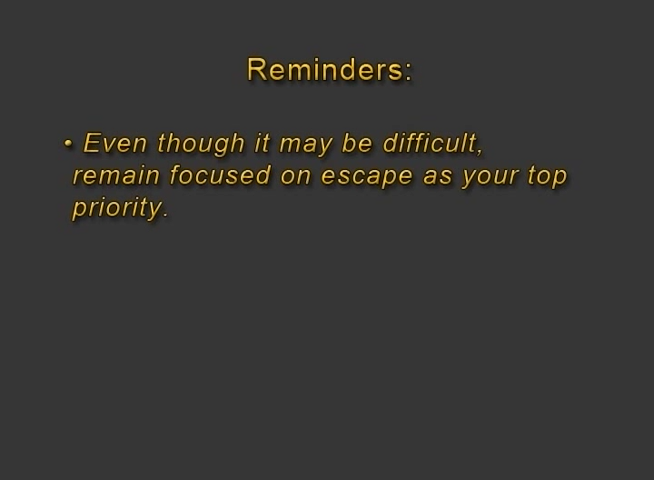 Reminders:
• Even though it may be difficult,
remain focused on escape as your top
priority.